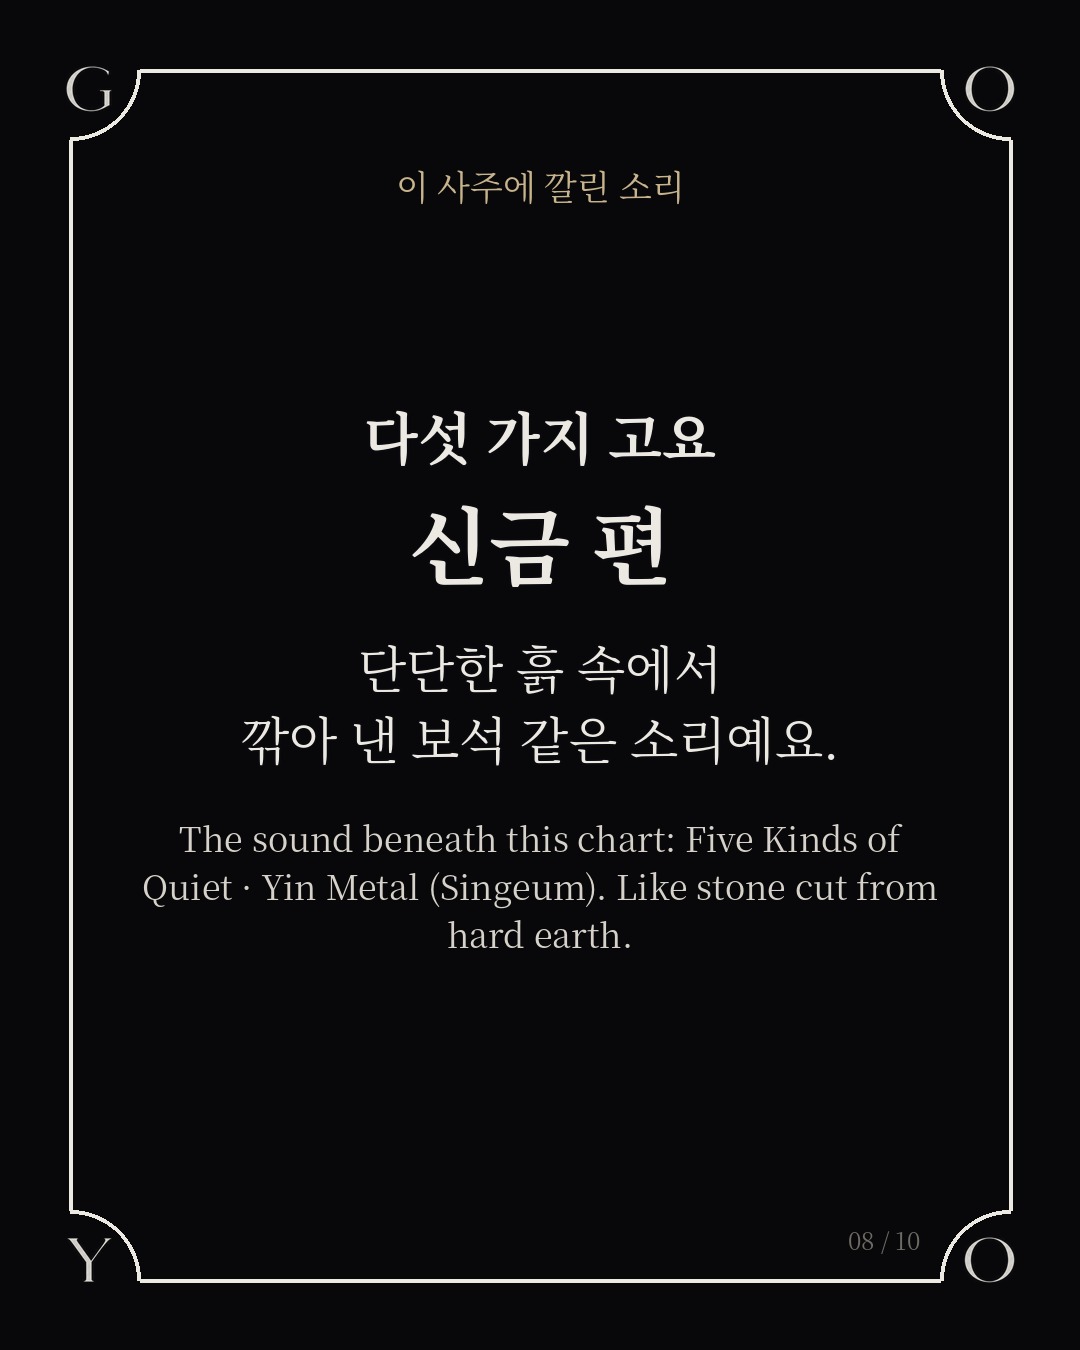 G O
이 사주에 깔린 소리
다섯 가지 고요
신금 편
단단한 흙 속에서
깎아 낸 보석 같은 소리예요.
The sound beneath this chart: Five Kinds of
Quiet · Yin Metal (Singeum). Like stone cut from
hard earth.
08 / 10
Y O